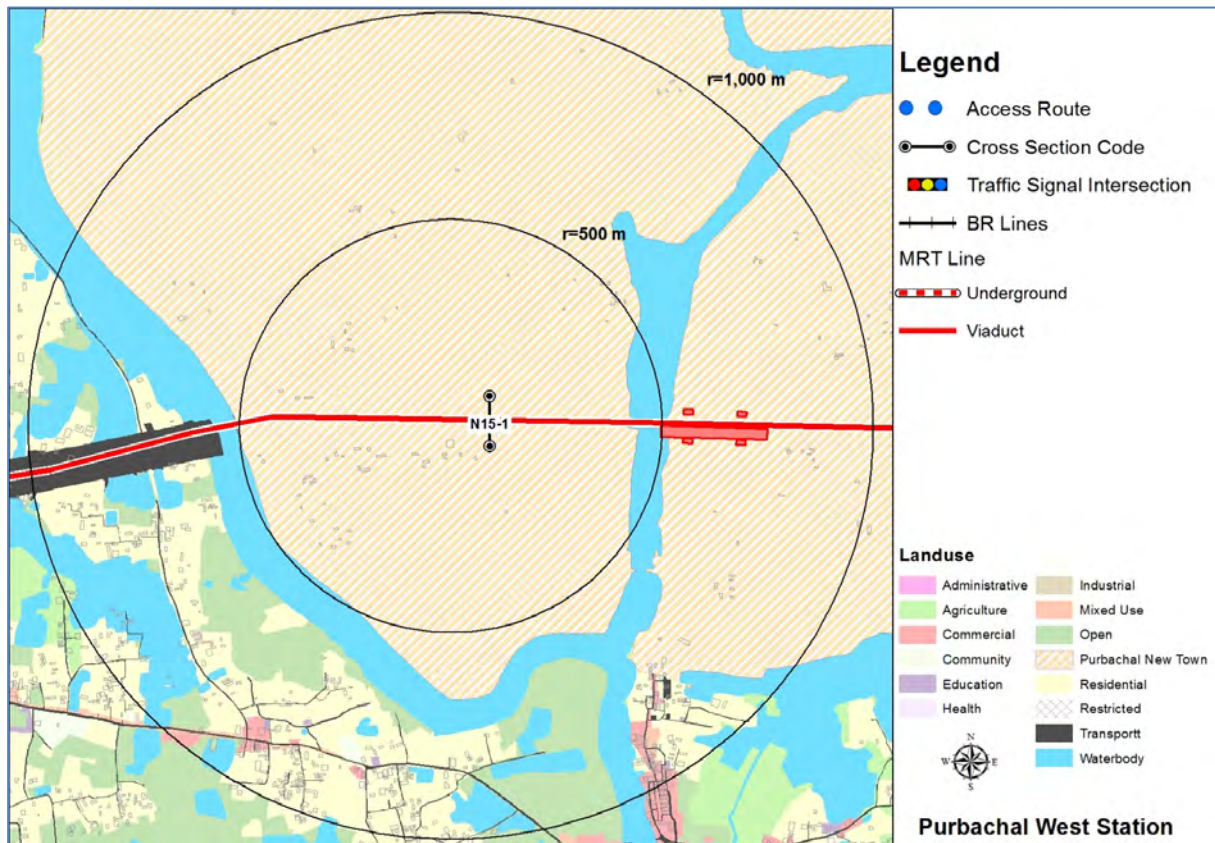 r=1,000 m
r=500 m
N15-1
Legend
Access Route
Cross Section Code
Traffic Signal Intersection
BR Lines
MRT Line
Underground
Viaduct
Landuse
Administrative
Agriculture
Commercial
Community
Education
Health
Industrial
Mixed Use
Open
Purbachal New Town
Residential
Restricted
Transportt
Waterbody
N
W E
S
Purbachal West Station